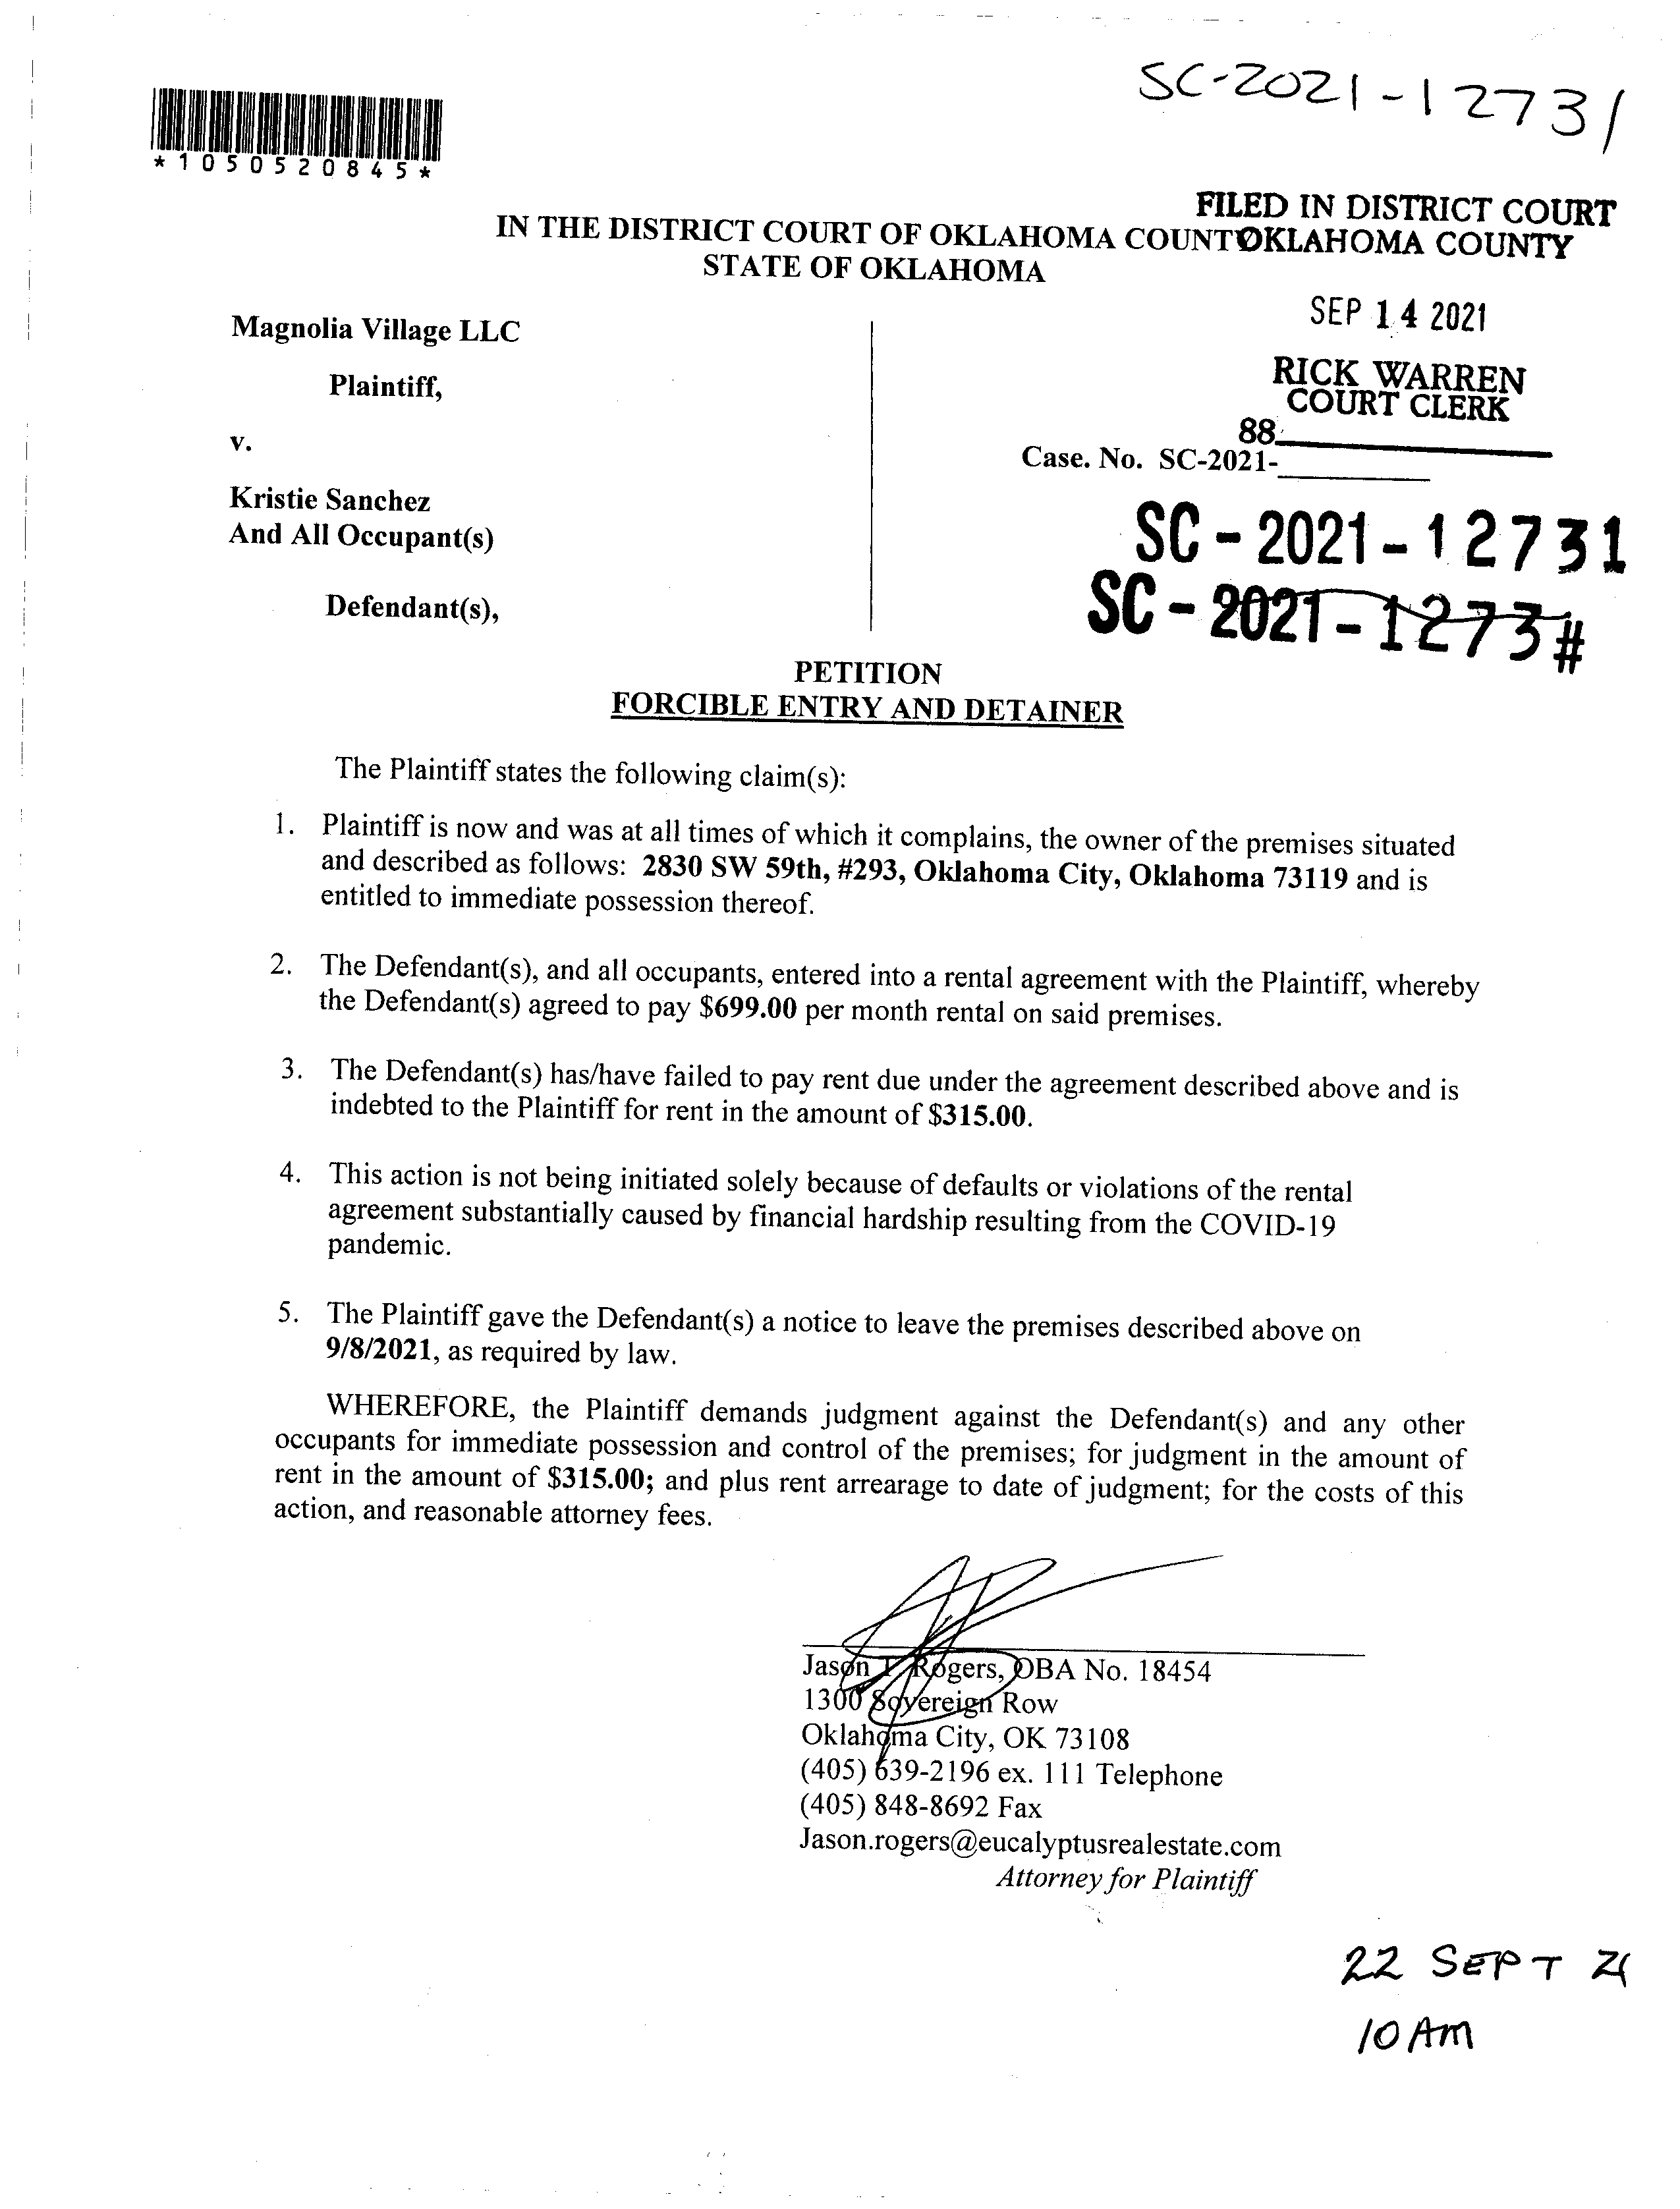 SC-2021-12731
*1050520845*
FILED IN DISTRICT COURT
OKLAHOMA COUNTY
IN THE DISTRICT COURT OF OKLAHOMA COUNT
STATE OF OKLAHOMA
SEP 14 2021
RICK WARREN
COURT CLERK
88
Magnolia Village LLC
Plaintiff,
v.
Kristie Sanchez
And All Occupant(s)
Defendant(s),
Case. No. SC-2021-
SC-2021-12731
SC-2021-1273#
PETITION
FORCIBLE ENTRY AND DETAINER
The Plaintiff states the following claim(s):
1. Plaintiff is now and was at all times of which it complains, the owner of the premises situated
and described as follows: 2830 SW 59th, #293, Oklahoma City, Oklahoma 73119 and is
entitled to immediate possession thereof.
2. The Defendant(s), and all occupants, entered into a rental agreement with the Plaintiff, whereby
the Defendant(s) agreed to pay $699.00 per month rental on said premises.
3. The Defendant(s) has/have failed to pay rent due under the agreement described above and is
indebted to the Plaintiff for rent in the amount of $315.00.
4. This action is not being initiated solely because of defaults or violations of the rental
agreement substantially caused by financial hardship resulting from the COVID-19
pandemic.
5. The Plaintiff gave the Defendant(s) a notice to leave the premises described above on
9/8/2021, as required by law.
WHEREFORE, the Plaintiff demands judgment against the Defendant(s) and any other
occupants for immediate possession and control of the premises; for judgment in the amount of
rent in the amount of $315.00; and plus rent arrearage to date of judgment; for the costs of this
action, and reasonable attorney fees.
Jason Rogers, OBA No. 18454
1300 Sovereign Row
Oklahoma City, OK 73108
(405) 639-2196 ex. 111 Telephone
(405) 848-8692 Fax
Jason.rogers@eucalyptusrealestate.com
Attorney for Plaintiff
22 SEPT 21
10 AM